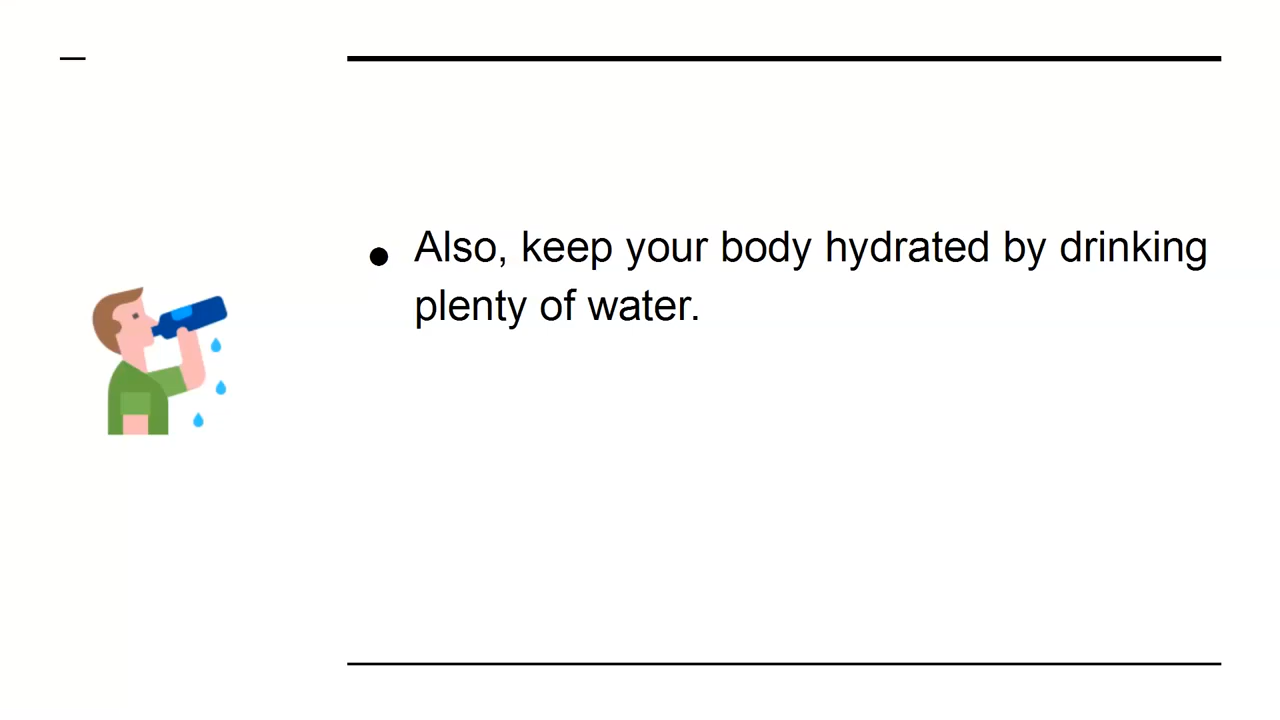 ● Also, keep your body hydrated by drinking
plenty of water.